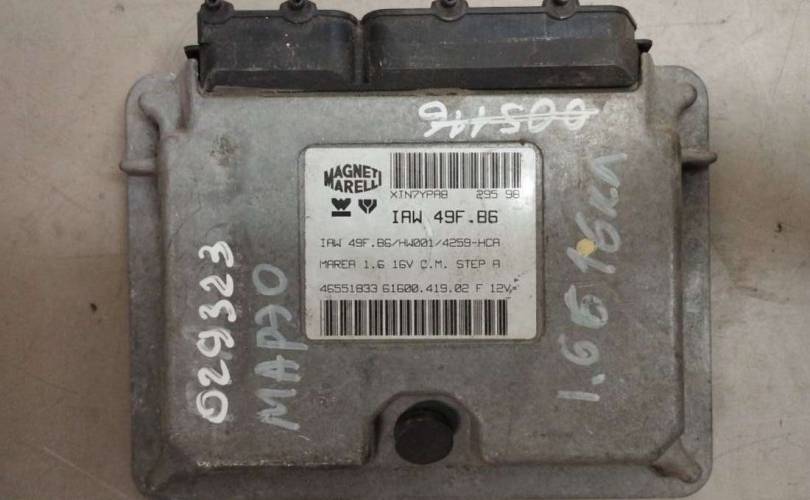 005116
MAGNETI
MARELLI
XIN7YPA8 295 98
IAW 49F.B6
IAW 49F.B6/HW001/4259-HCA
MAREA 1.6 16V C.M. STEP A
46551833 61600.419.02 F 12V
029323
МАРЭО
1.6 Б 16кл